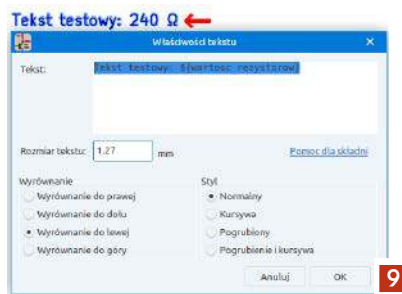 Tekst testowy: 240 Ω
Właściwości tekstu
Tekst:
Tekst testowy: ${wartosc_rezystorow}
Rozmiar tekstu:
1.27
mm
Pomoc dla składni
Wyrównanie
Styl
Wyrównanie do prawej
Normalny
Wyrównanie do dołu
Kursywa
Wyrównanie do lewej
Pogrubiony
Wyrównanie do góry
Pogrubienie i kursywa
Anuluj
OK
9